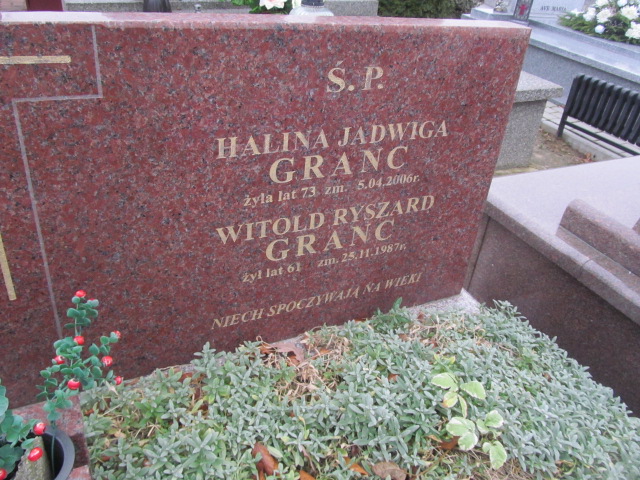 Ś. P.
HALINA JADWIGA
GRANC
żyła lat 73 zm. 5.04.2006r.
WITOLD RYSZARD
GRANC
żył lat 61 zm. 25.11.1987r.
NIECH SPOCZYWAJĄ NA WIEKI